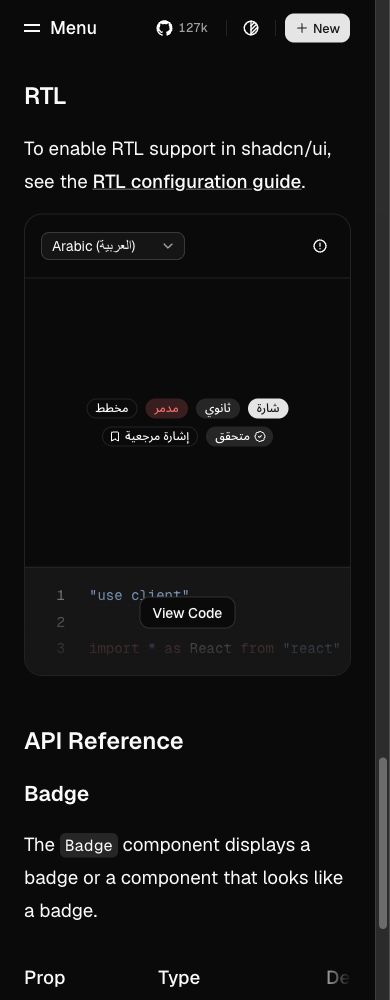 Menu 127k New
RTL
To enable RTL support in shadcn/ui,
see the RTL configuration guide.
Arabic (العربية)
شارة ثانوي مدمر مخطط
متحقق إشارة مرجعية
1 "use client"
View Code
2
3 import * as React from "react"
API Reference
Badge
The Badge component displays a
badge or a component that looks like
a badge.
Prop Type De